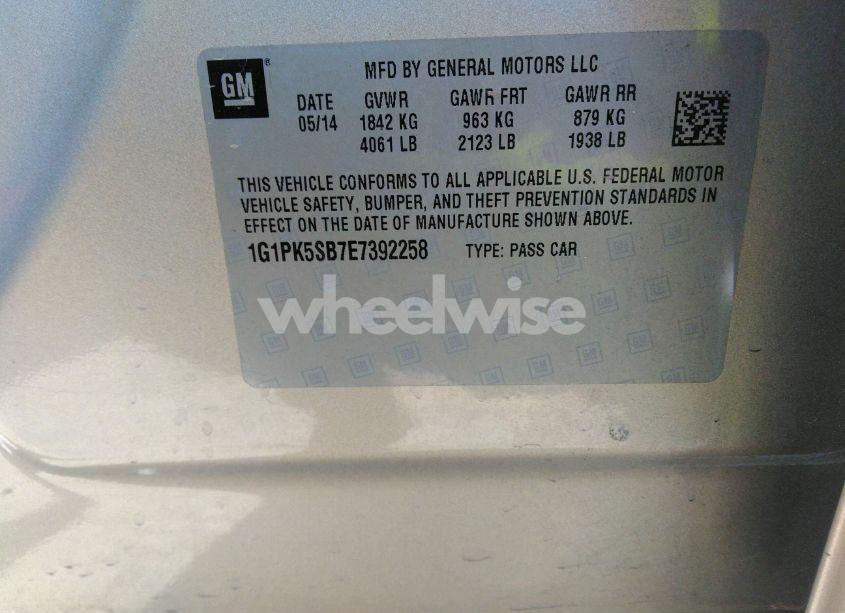 GM ® MFD BY GENERAL MOTORS LLC
DATE GVWR GAWR FRT GAWR RR
05/14 1842 KG 963 KG 879 KG
4061 LB 2123 LB 1938 LB
THIS VEHICLE CONFORMS TO ALL APPLICABLE U.S. FEDERAL MOTOR
VEHICLE SAFETY, BUMPER, AND THEFT PREVENTION STANDARDS IN
EFFECT ON THE DATE OF MANUFACTURE SHOWN ABOVE.
1G1PK5SB7E7392258 TYPE: PASS CAR
wheelwise